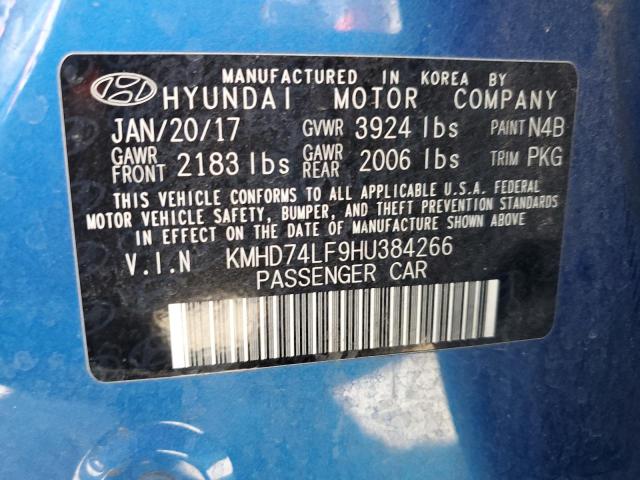 MANUFACTURED IN KOREA BY
HYUNDAI MOTOR COMPANY
JAN/20/17 GVWR 3924 lbs PAINT N4B
GAWR FRONT 2183 lbs GAWR REAR 2006 lbs TRIM PKG
THIS VEHICLE CONFORMS TO ALL APPLICABLE U.S.A. FEDERAL
MOTOR VEHICLE SAFETY, BUMPER, AND THEFT PREVENTION STANDARDS
IN EFFECT ON THE DATE OF MANUFACTURE SHOWN ABOVE.
V.I.N KMHD74LF9HU384266
PASSENGER CAR